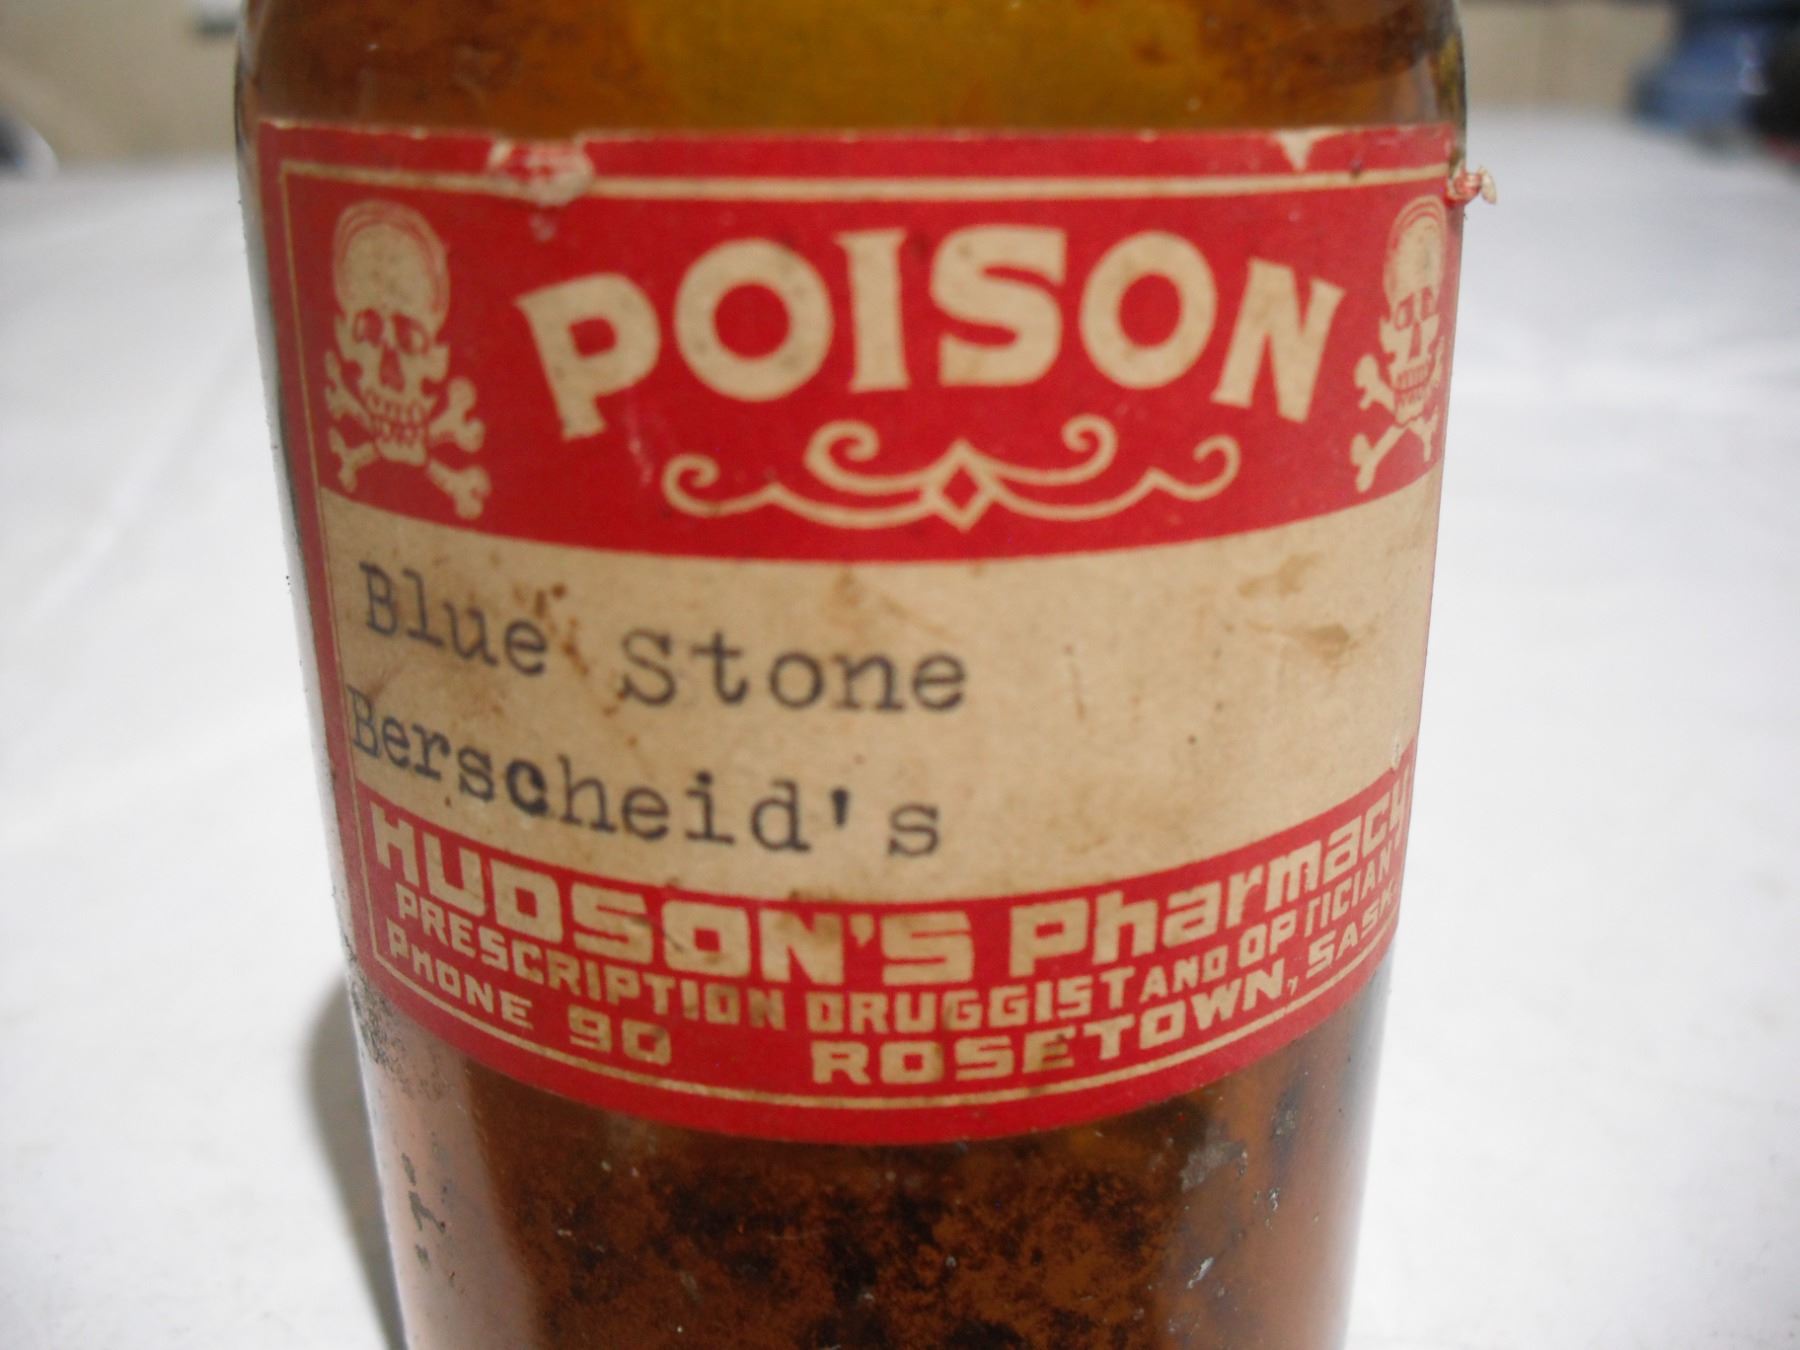 POISON
Blue Stone
Berscheid's
HUDSON'S Pharmacy
PRESCRIPTION DRUGGIST AND OPTICIAN
PHONE 90 ROSETOWN, SASK